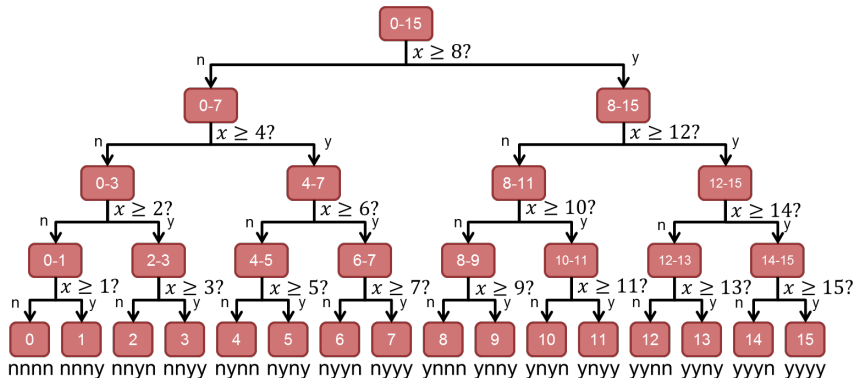 0-15
x ≥ 8?
n y
0-7 8-15
x ≥ 4? x ≥ 12?
n y n y
0-3 4-7 8-11 12-15
x ≥ 2? x ≥ 6? x ≥ 10? x ≥ 14?
n y n y n y n y
0-1 2-3 4-5 6-7 8-9 10-11 12-13 14-15
x ≥ 1? x ≥ 3? x ≥ 5? x ≥ 7? x ≥ 9? x ≥ 11? x ≥ 13? x ≥ 15?
n y n y n y n y n y n y n y n y
0 1 2 3 4 5 6 7 8 9 10 11 12 13 14 15
nnnn nnny nnyn nnyy nynn nyny nyyn nyyy ynnn ynny ynyn ynyy yynn yyny yyyn yyyy